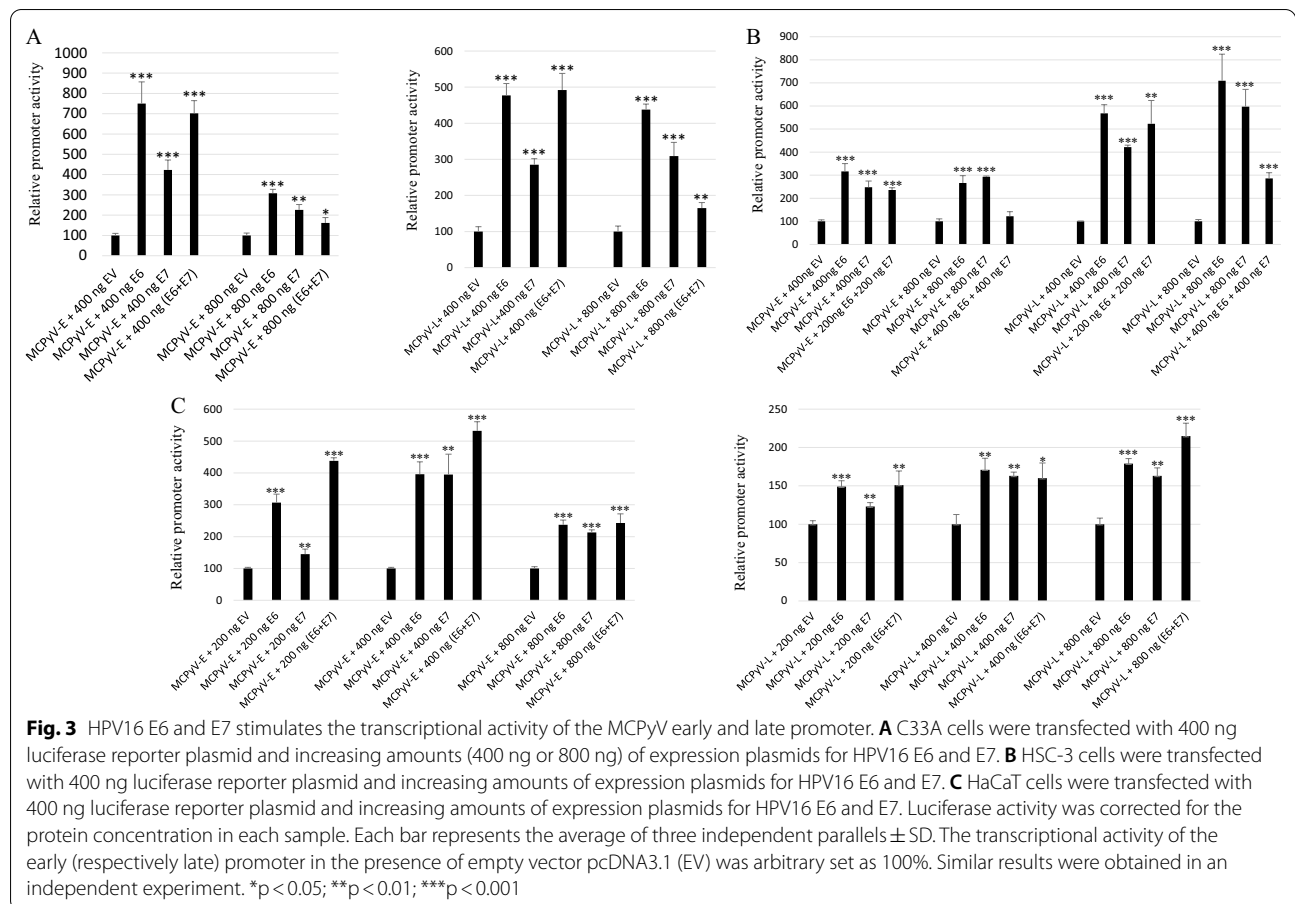 A
Relative promoter activity
1000
900
800
700
600
500
400
300
200
100
0
***
***
***
***
**
*
MCPyV-E + 400 ng EV
MCPyV-E + 400 ng E6
MCPyV-E + 400 ng E7
MCPyV-E + 400 ng (E6+E7)
MCPyV-E + 800 ng EV
MCPyV-E + 800 ng E6
MCPyV-E + 800 ng E7
MCPyV-E + 800 ng (E6+E7)
Relative promoter activity
600
500
400
300
200
100
0
***
***
***
***
***
**
MCPyV-L+ 400 ng EV
MCPyV-L+ 400 ng E6
MCPyV-L+400 ng E7
MCPyV-L + 400 ng (E6+E7)
MCPyV-L + 800 ng EV
MCPyV-L + 800 ng E6
MCPyV-L + 800 ng E7
MCPyV-L + 800 ng (E6+E7)
B
Relative promoter activity
900
800
700
600
500
400
300
200
100
0
***
***
***
***
***
***
***
**
***
***
***
MCPyV-E + 400ng EV
MCPyV-E + 400ng E6
MCPyV-E + 400ng E7
MCPyV-E + 200ng E6 +200 ng E7
MCPyV-E + 800 ng EV
MCPyV-E + 800 ng E6
MCPyV-E + 800 ng E7
MCPyV-E + 400 ng E6 + 400 ng E7
MCPyV-L + 400 ng EV
MCPyV-L + 400 ng E6
MCPyV-L + 400 ng E7
MCPyV-L + 200 ng E6 + 200 ng E7
MCPyV-L + 800 ng EV
MCPyV-L + 800 ng E6
MCPyV-L + 800 ng E7
MCPyV-L + 400 ng E6 + 400 ng E7
C
Relative promoter activity
600
500
400
300
200
100
0
***
**
***
***
**
***
***
***
***
MCPyV-E + 200 ng EV
MCPyV-E + 200 ng E6
MCPyV-E + 200 ng E7
MCPyV-E + 200 ng (E6+E7)
MCPyV-E + 400 ng EV
MCPyV-E + 400 ng E6
MCPyV-E + 400 ng E7
MCPyV-E + 400 ng (E6+E7)
MCPyV-E + 800 ng EV
MCPyV-E + 800 ng E6
MCPyV-E + 800 ng E7
MCPyV-E + 800 ng (E6+E7)
Relative promoter activity
250
200
150
100
50
0
***
**
**
**
**
*
***
**
***
MCPyV-L + 200 ng EV
MCPyV-L + 200 ng E6
MCPyV-L + 200 ng E7
MCPyV-L + 200 ng (E6+E7)
MCPyV-L + 400 ng EV
MCPyV-L + 400 ng E6
MCPyV-L + 400 ng E7
MCPyV-L + 400 ng (E6+E7)
MCPyV-L + 800 ng EV
MCPyV-L + 800 ng E6
MCPyV-L + 800 ng E7
MCPyV-L + 800 ng (E6+E7)
Fig. 3 HPV16 E6 and E7 stimulates the transcriptional activity of the MCPyV early and late promoter. A C33A cells were transfected with 400 ng
luciferase reporter plasmid and increasing amounts (400 ng or 800 ng) of expression plasmids for HPV16 E6 and E7. B HSC-3 cells were transfected
with 400 ng luciferase reporter plasmid and increasing amounts of expression plasmids for HPV16 E6 and E7. C HaCaT cells were transfected with
400 ng luciferase reporter plasmid and increasing amounts of expression plasmids for HPV16 E6 and E7. Luciferase activity was corrected for the
protein concentration in each sample. Each bar represents the average of three independent parallels ± SD. The transcriptional activity of the
early (respectively late) promoter in the presence of empty vector pcDNA3.1 (EV) was arbitrary set as 100%. Similar results were obtained in an
independent experiment. *p < 0.05; **p < 0.01; ***p < 0.001